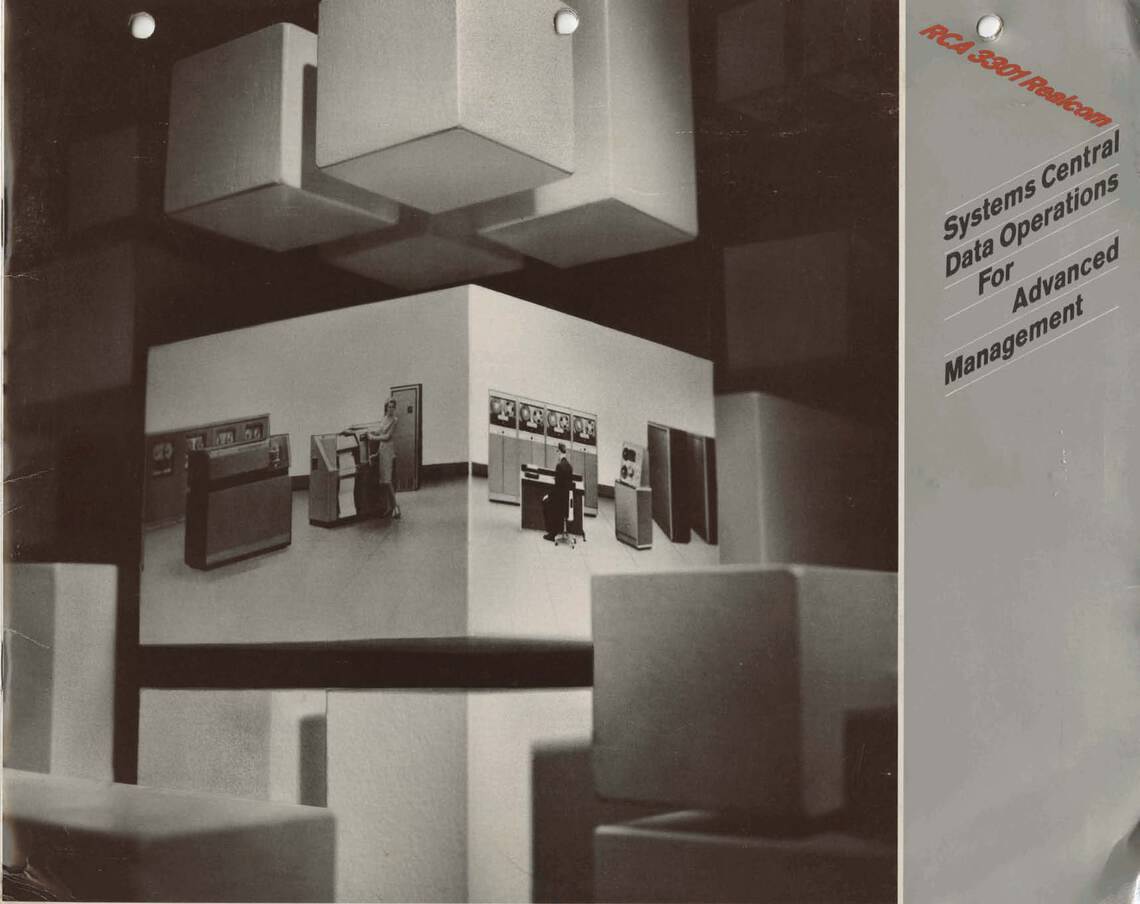 RCA 3301 Realcom
Systems Central
Data Operations
For
Advanced
Management